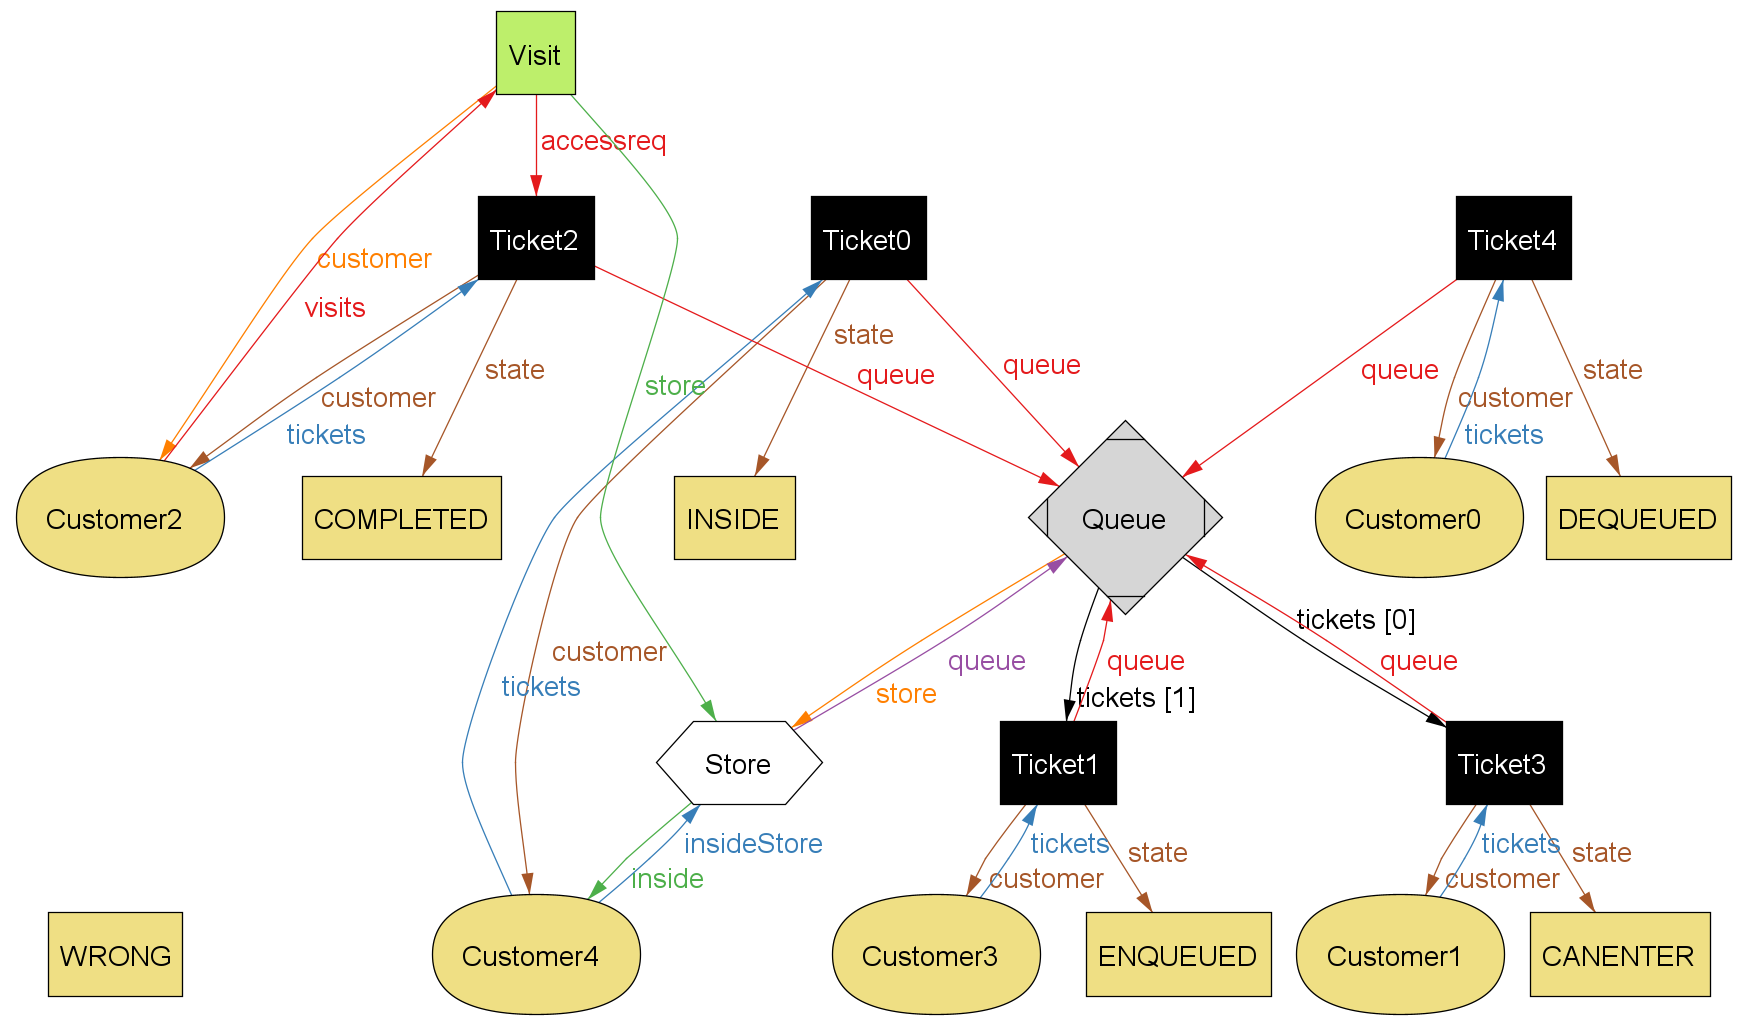 Visit
accessreq
Ticket2
Ticket0
Ticket4
customer
visits
state
queue
queue
queue
state
store
customer
tickets
state
customer
tickets
Customer2
COMPLETED
INSIDE
Queue
Customer0
DEQUEUED
tickets [0]
customer
tickets
queue
store
queue
tickets [1]
queue
Store
Ticket1
Ticket3
insideStore
inside
tickets
customer
state
tickets
customer
state
WRONG
Customer4
Customer3
ENQUEUED
Customer1
CANENTER